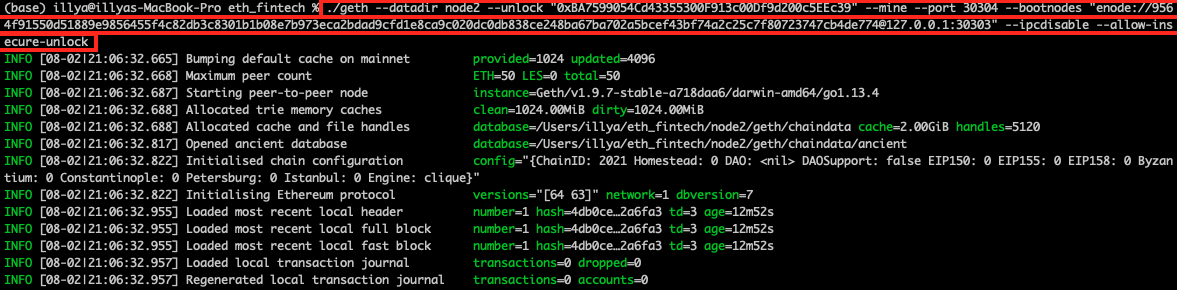 (base) illya@illyas-MacBook-Pro eth_fintech % ./geth --datadir node2 --unlock "0xBA7599054Cd43355300F913c00Df9d200c5EEc39" --mine --port 30304 --bootnodes "enode://956
4f91550d51889e9856455f4c82db3c8301b1b08e7b973eca2bdad9cfd1e8ca9c020dc0db838ce248ba67ba702a5bcef43bf74a2c25c7f80723747cb4de774@127.0.0.1:30303" --ipcdisable --allow-ins
ecure-unlock
INFO [08-02|21:06:32.665] Bumping default cache on mainnet provided=1024 updated=4096
INFO [08-02|21:06:32.668] Maximum peer count ETH=50 LES=0 total=50
INFO [08-02|21:06:32.687] Starting peer-to-peer node instance=Geth/v1.9.7-stable-a718daa6/darwin-amd64/go1.13.4
INFO [08-02|21:06:32.688] Allocated trie memory caches clean=1024.00MiB dirty=1024.00MiB
INFO [08-02|21:06:32.688] Allocated cache and file handles database=/Users/illya/eth_fintech/node2/geth/chaindata cache=2.00GiB handles=5120
INFO [08-02|21:06:32.817] Opened ancient database database=/Users/illya/eth_fintech/node2/geth/chaindata/ancient
INFO [08-02|21:06:32.822] Initialised chain configuration config="{ChainID: 2021 Homestead: 0 DAO: <nil> DAOSupport: false EIP150: 0 EIP155: 0 EIP158: 0 Byzan
tium: 0 Constantinople: 0 Petersburg: 0 Istanbul: 0 Engine: clique}"
INFO [08-02|21:06:32.822] Initialising Ethereum protocol versions="[64 63]" network=1 dbversion=7
INFO [08-02|21:06:32.955] Loaded most recent local header number=1 hash=4db0ce…2a6fa3 td=3 age=12m52s
INFO [08-02|21:06:32.955] Loaded most recent local full block number=1 hash=4db0ce…2a6fa3 td=3 age=12m52s
INFO [08-02|21:06:32.955] Loaded most recent local fast block number=1 hash=4db0ce…2a6fa3 td=3 age=12m52s
INFO [08-02|21:06:32.957] Loaded local transaction journal transactions=0 dropped=0
INFO [08-02|21:06:32.957] Regenerated local transaction journal transactions=0 accounts=0